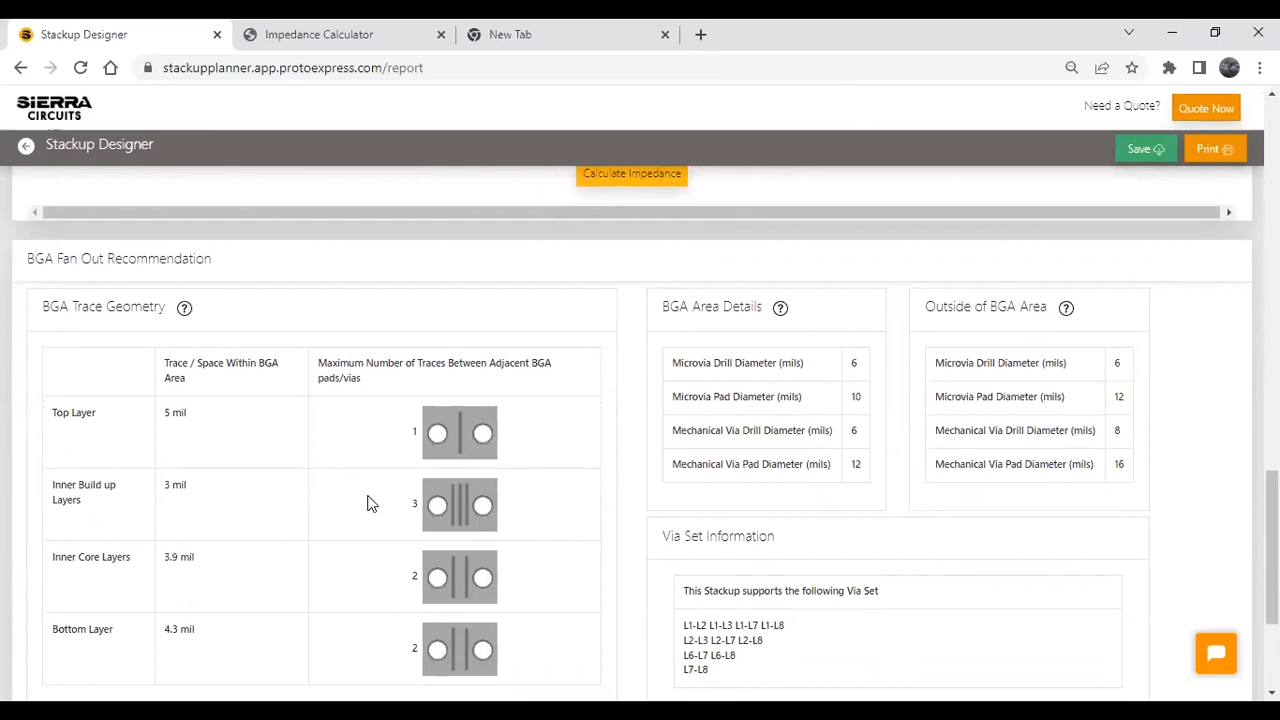 Stackup Designer
Impedance Calculator
New Tab
stackupplanner.app.protoexpress.com/report
SIERRA
CIRCUITS
Need a Quote?
Quote Now
Stackup Designer
Save
Print
Calculate Impedance
BGA Fan Out Recommendation
BGA Trace Geometry ?
Trace / Space Within BGA
Area
Maximum Number of Traces Between Adjacent BGA
pads/vias
Top Layer
5 mil
1
Inner Build up
Layers
3 mil
3
Inner Core Layers
3.9 mil
2
Bottom Layer
4.3 mil
2
BGA Area Details ?
Microvia Drill Diameter (mils) 6
Microvia Pad Diameter (mils) 10
Mechanical Via Drill Diameter (mils) 6
Mechanical Via Pad Diameter (mils) 12
Outside of BGA Area ?
Microvia Drill Diameter (mils) 6
Microvia Pad Diameter (mils) 12
Mechanical Via Drill Diameter (mils) 8
Mechanical Via Pad Diameter (mils) 16
Via Set Information
This Stackup supports the following Via Set
L1-L2 L1-L3 L1-L7 L1-L8
L2-L3 L2-L7 L2-L8
L6-L7 L6-L8
L7-L8